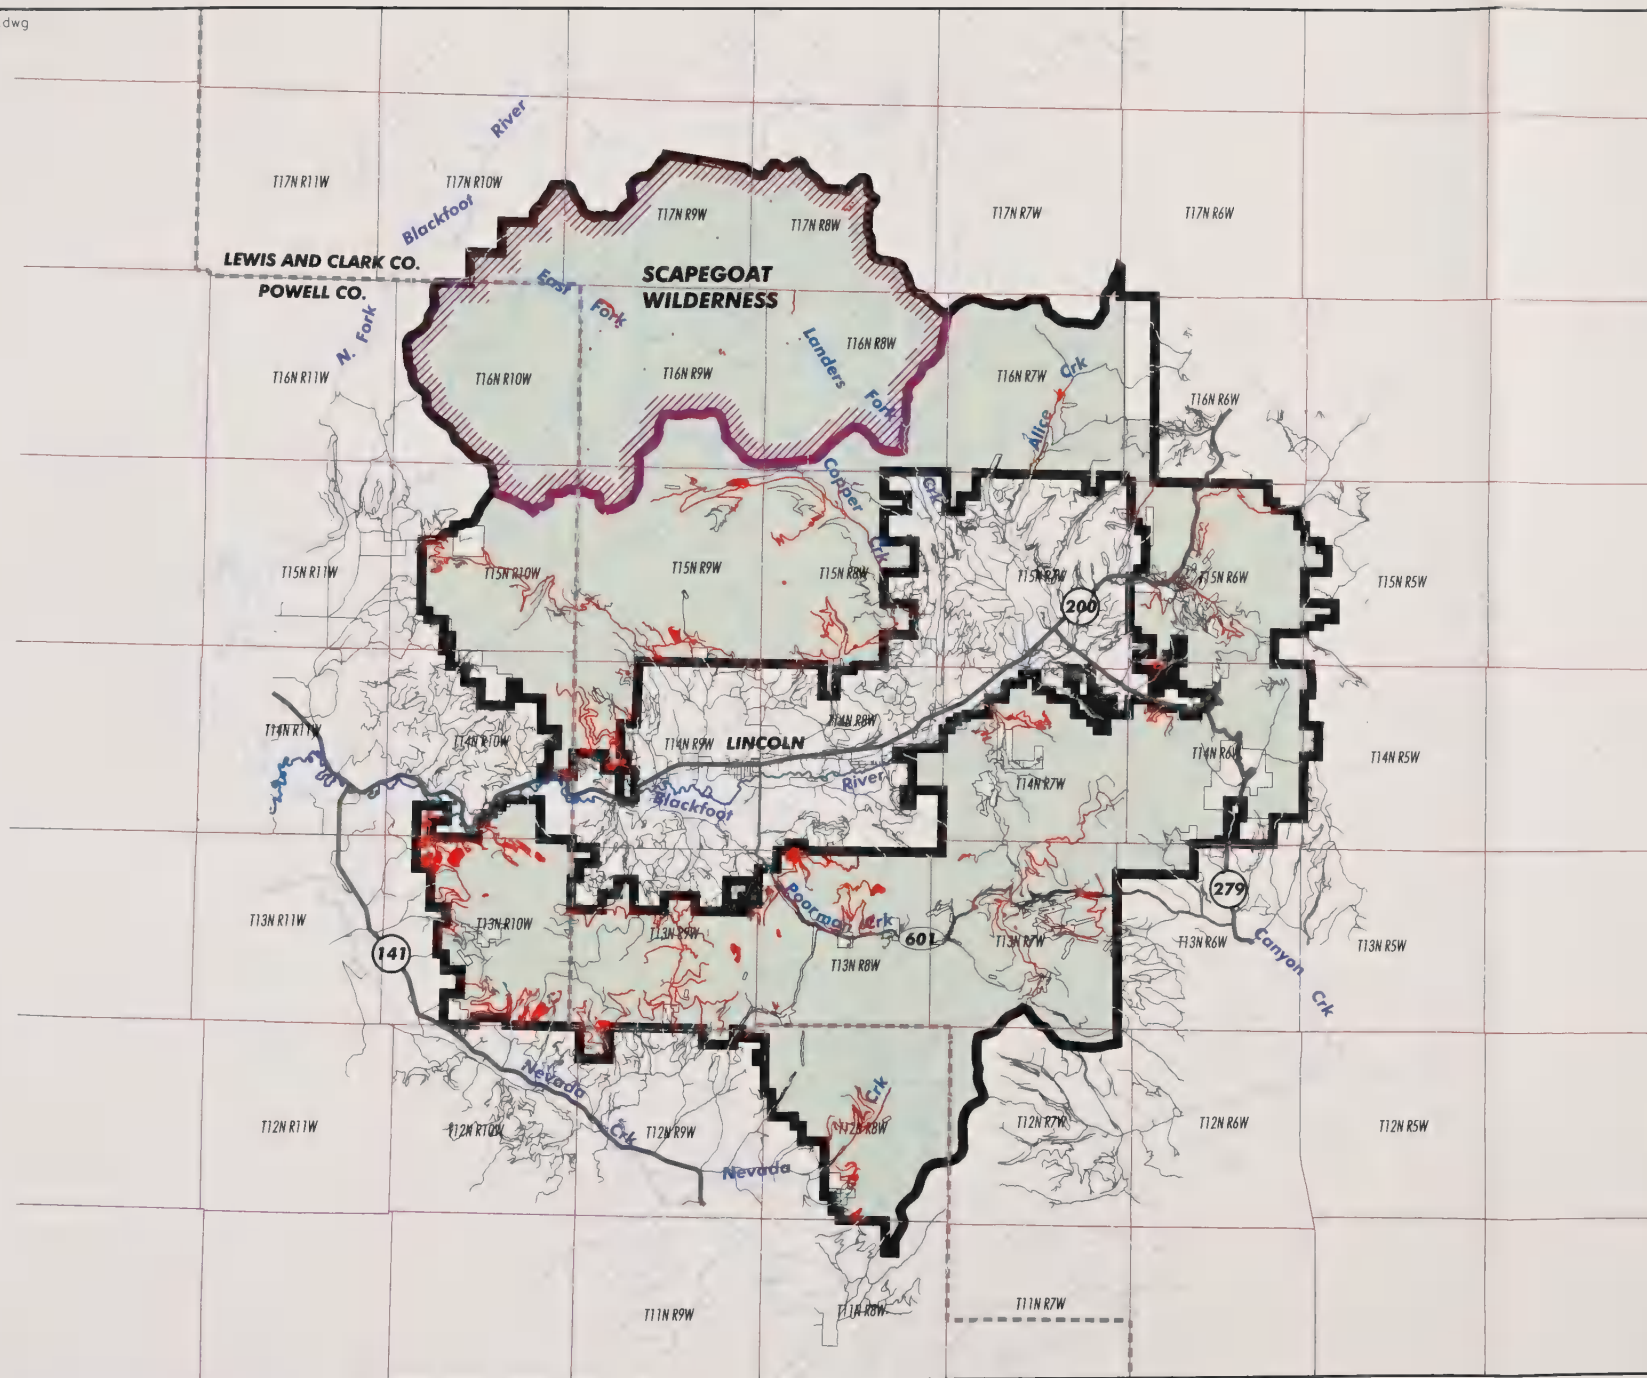 dwg
River
T17N R11W
T17N R10W
T17N R9W
T17N R8W
T17N R7W
T17N R6W
Blackfoot
LEWIS AND CLARK CO.
POWELL CO.
SCAPEGOAT
WILDERNESS
East
Fork
N. Fork
Landers
Fork
T16N R11W
T16N R10W
T16N R9W
T16N R8W
T16N R7W
T16N R6W
Alice
Crk
Copper
Crk
Crk
T15N R11W
T15N R10W
T15N R9W
T15N R8W
T15N R7W
T15N R6W
T15N R5W
200
T14N R11W
T14N R10W
T14N R9W
LINCOLN
T14N R8W
T14N R7W
T14N R6W
T14N R5W
Blackfoot
River
279
Poorman Crk
T13N R11W
T13N R10W
T13N R9W
T13N R8W
601
T13N R7W
T13N R6W
T13N R5W
141
Canyon
Crk
Nevada
Crk
Nevada
Crk
T12N R11W
T12N R10W
T12N R9W
T12N R8W
T12N R7W
T12N R6W
T12N R5W
T11N R9W
T11N R8W
T11N R7W